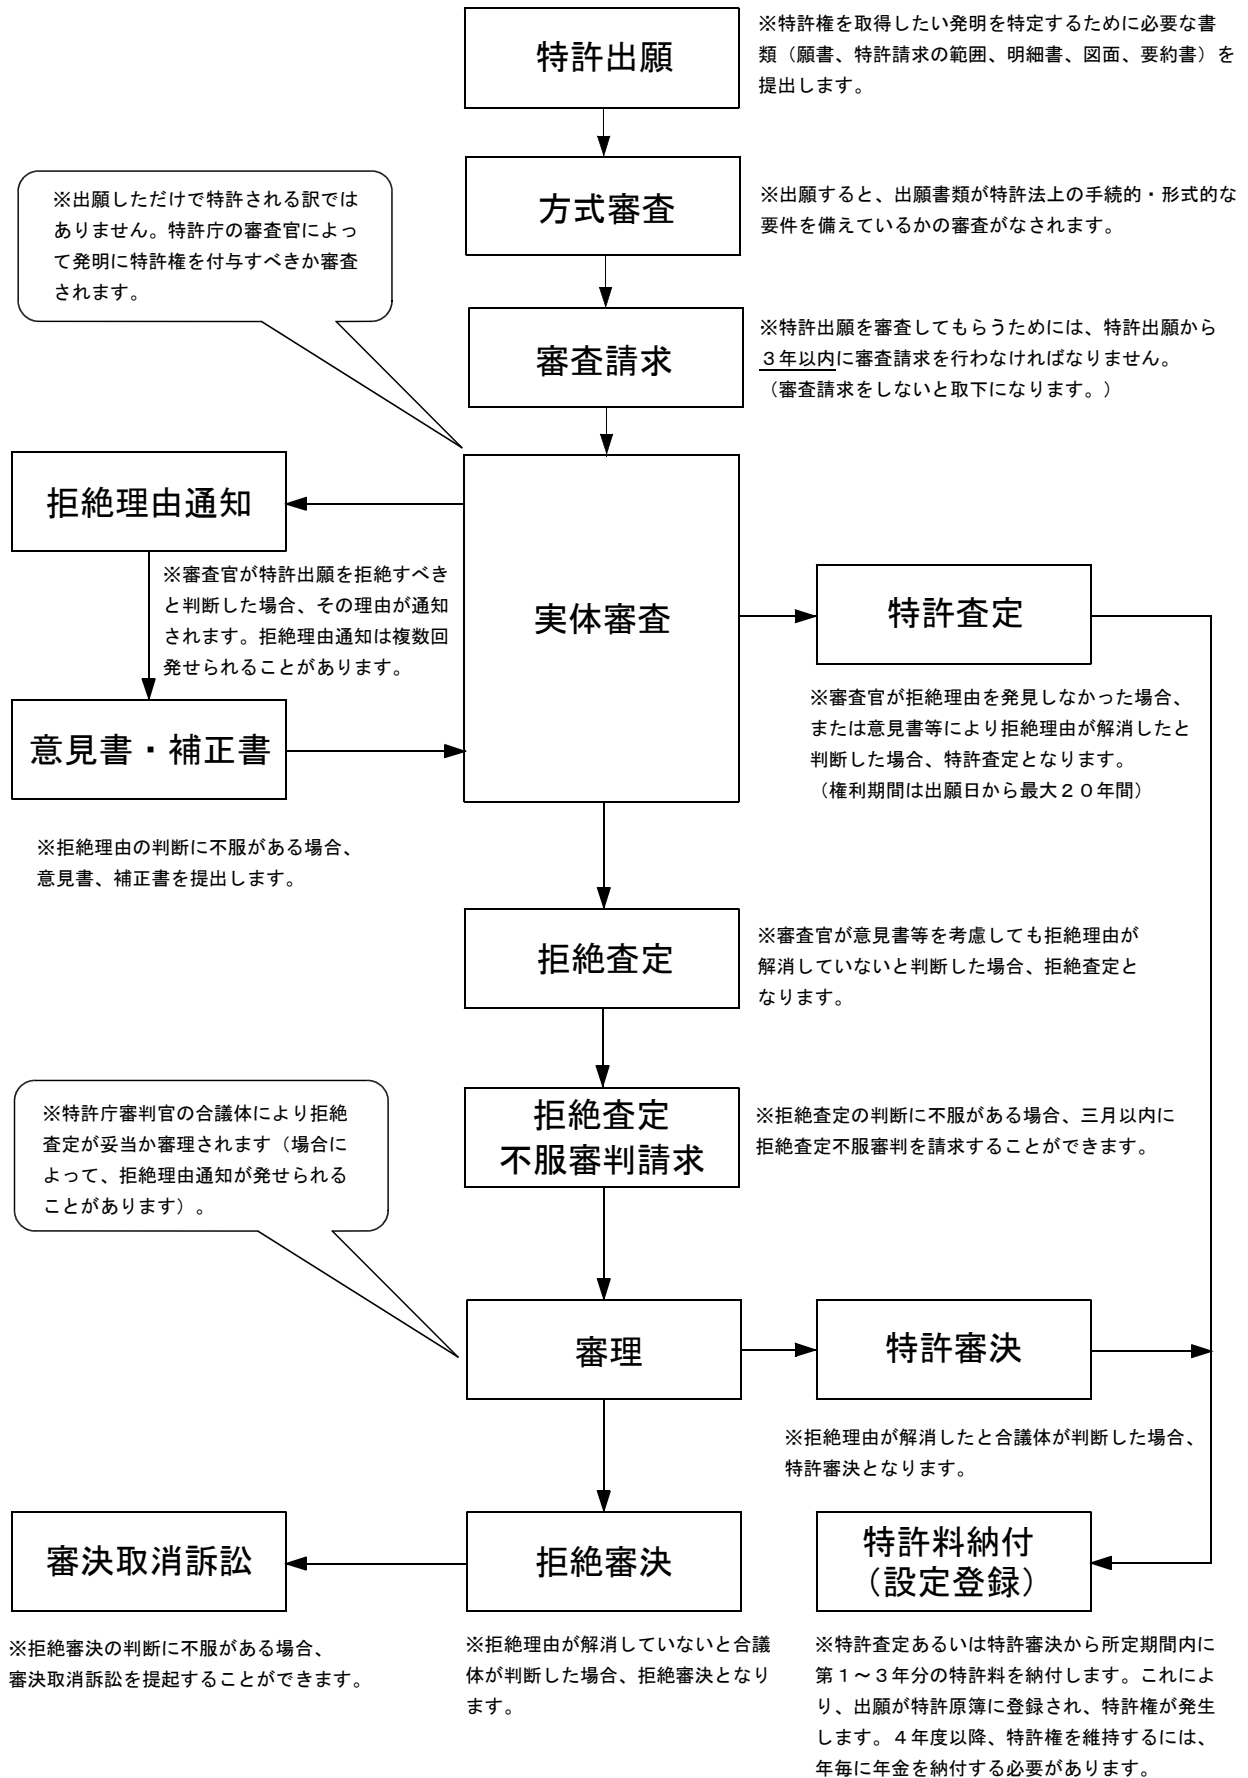 特許出願
※特許権を取得したい発明を特定するために必要な書
類（願書、特許請求の範囲、明細書、図面、要約書）を
提出します。
方式審査
※出願すると、出願書類が特許法上の手続的・形式的な
要件を備えているかの審査がなされます。
※出願しただけで特許される訳では
ありません。特許庁の審査官によっ
て発明に特許権を付与すべきか審査
されます。
審査請求
※特許出願を審査してもらうためには、特許出願から
３年以内に審査請求を行わなければなりません。
（審査請求をしないと取下になります。）
拒絶理由通知
※審査官が特許出願を拒絶すべき
と判断した場合、その理由が通知
されます。拒絶理由通知は複数回
発せられることがあります。
実体審査
特許査定
※審査官が拒絶理由を発見しなかった場合、
または意見書等により拒絶理由が解消したと
判断した場合、特許査定となります。
（権利期間は出願日から最大２０年間）
意見書・補正書
※拒絶理由の判断に不服がある場合、
意見書、補正書を提出します。
拒絶査定
※審査官が意見書等を考慮しても拒絶理由が
解消していないと判断した場合、拒絶査定と
なります。
拒絶査定
不服審判請求
※拒絶査定の判断に不服がある場合、三月以内に
拒絶査定不服審判を請求することができます。
※特許庁審判官の合議体により拒絶
査定が妥当か審理されます（場合に
よって、拒絶理由通知が発せられる
ことがあります）。
審理
特許審決
※拒絶理由が解消したと合議体が判断した場合、
特許審決となります。
審決取消訴訟
※拒絶審決の判断に不服がある場合、
審決取消訴訟を提起することができます。
拒絶審決
※拒絶理由が解消していないと合議
体が判断した場合、拒絶審決となり
ます。
特許料納付
（設定登録）
※特許査定あるいは特許審決から所定期間内に
第１～３年分の特許料を納付します。これによ
り、出願が特許原簿に登録され、特許権が発生
します。４年度以降、特許権を維持するには、
年毎に年金を納付する必要があります。